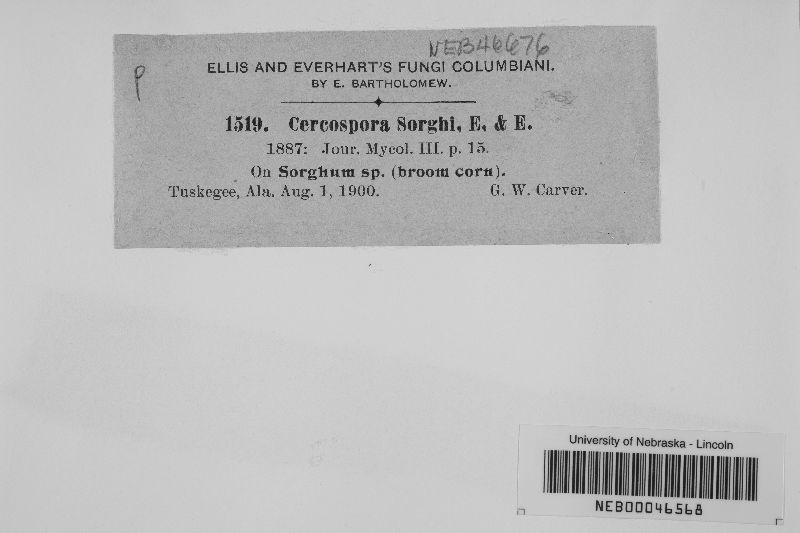 NEB46676
P
ELLIS AND EVERHART'S FUNGI COLUMBIANI.
BY E. BARTHOLOMEW.
1519. Cercospora Sorghi, E. & E.
1887: Jour. Mycol. III. p. 15.
On Sorghum sp. (broom corn).
Tuskegee, Ala. Aug. 1, 1900. G. W. Carver.
University of Nebraska - Lincoln
NEB00046568